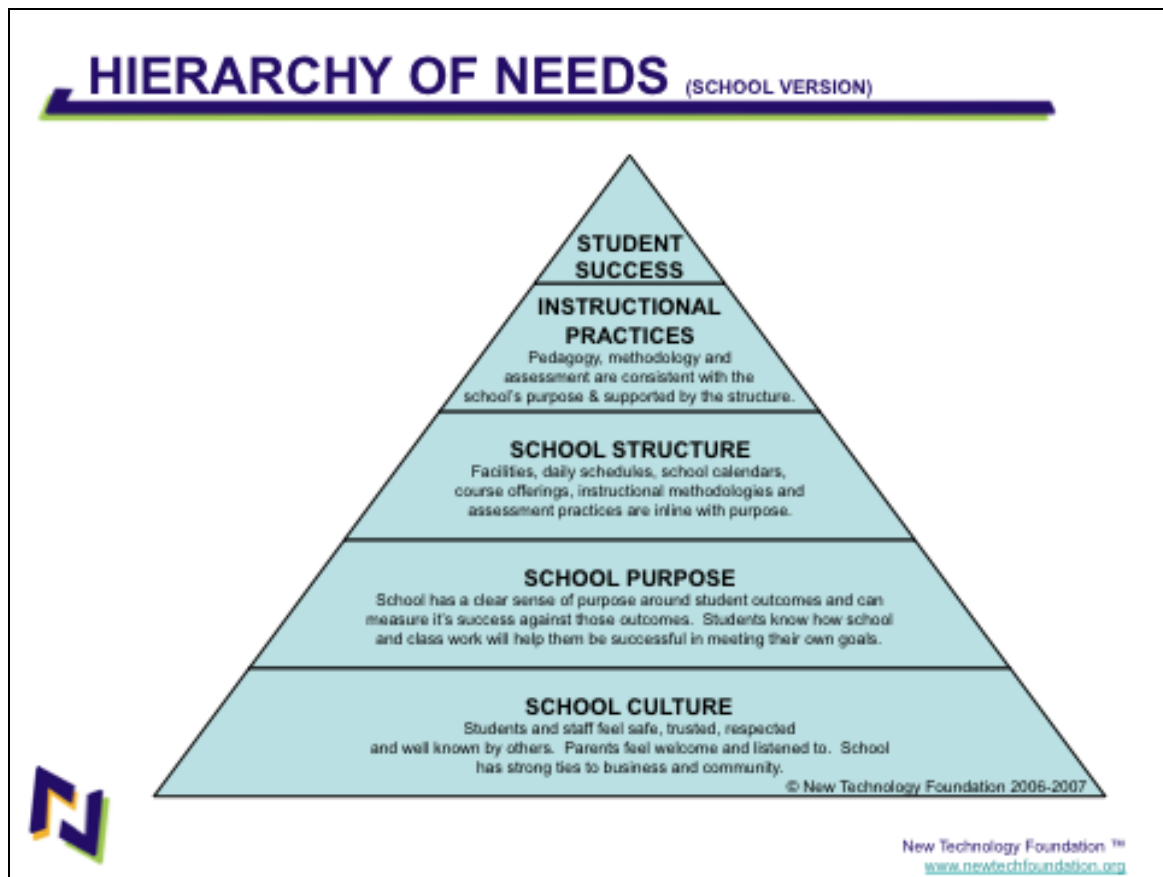 HIERARCHY OF NEEDS (SCHOOL VERSION)
STUDENT
SUCCESS
INSTRUCTIONAL
PRACTICES
Pedagogy, methodology and
assessment are consistent with the
school's purpose & supported by the structure.
SCHOOL STRUCTURE
Facilities, daily schedules, school calendars,
course offerings, instructional methodologies and
assessment practices are inline with purpose.
SCHOOL PURPOSE
School has a clear sense of purpose around student outcomes and can
measure it's success against those outcomes. Students know how school
and class work will help them be successful in meeting their own goals.
SCHOOL CULTURE
Students and staff feel safe, trusted, respected
and well known by others. Parents feel welcome and listened to. School
has strong ties to business and community.
© New Technology Foundation 2006-2007
New Technology Foundation ™
www.newtechfoundation.org